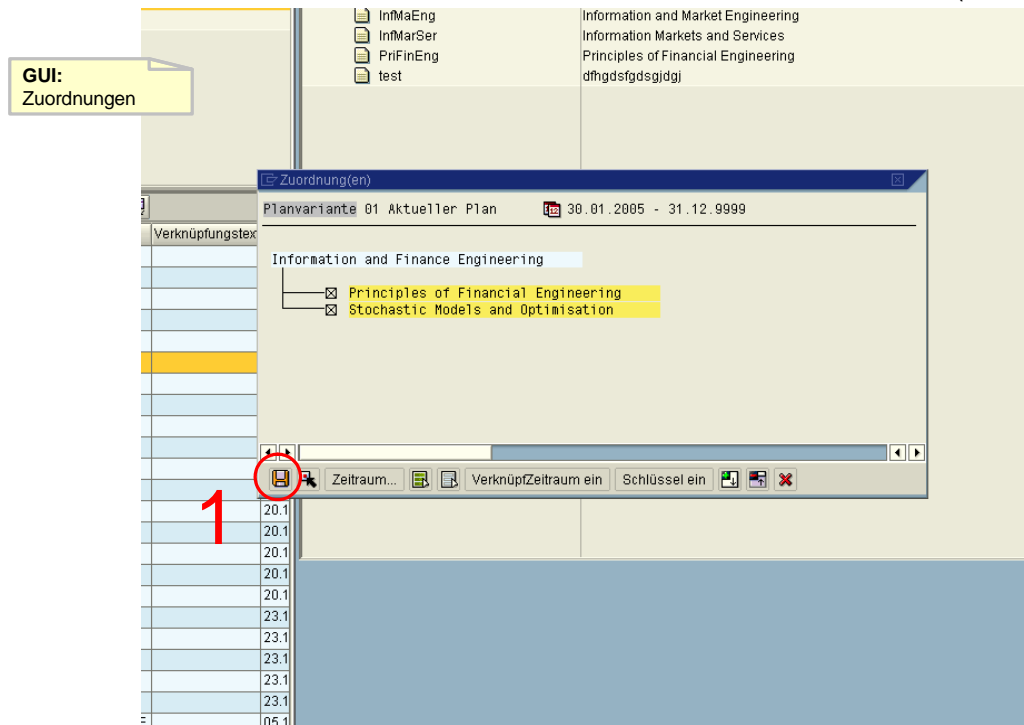 InfMaEng Information and Market Engineering
InfMarSer Information Markets and Services
PriFinEng Principles of Financial Engineering
test dfhgdsfgdsgjdgj
GUI:
Zuordnungen
Zuordnung(en)
Planvariante 01 Aktueller Plan 30.01.2005 - 31.12.9999
Verknüpfungstex
Information and Finance Engineering
Principles of Financial Engineering
Stochastic Models and Optimisation
Zeitraum... VerknüpfZeitraum ein Schlüssel ein
1
20.1
20.1
20.1
20.1
20.1
23.1
23.1
23.1
23.1
23.1
05.1